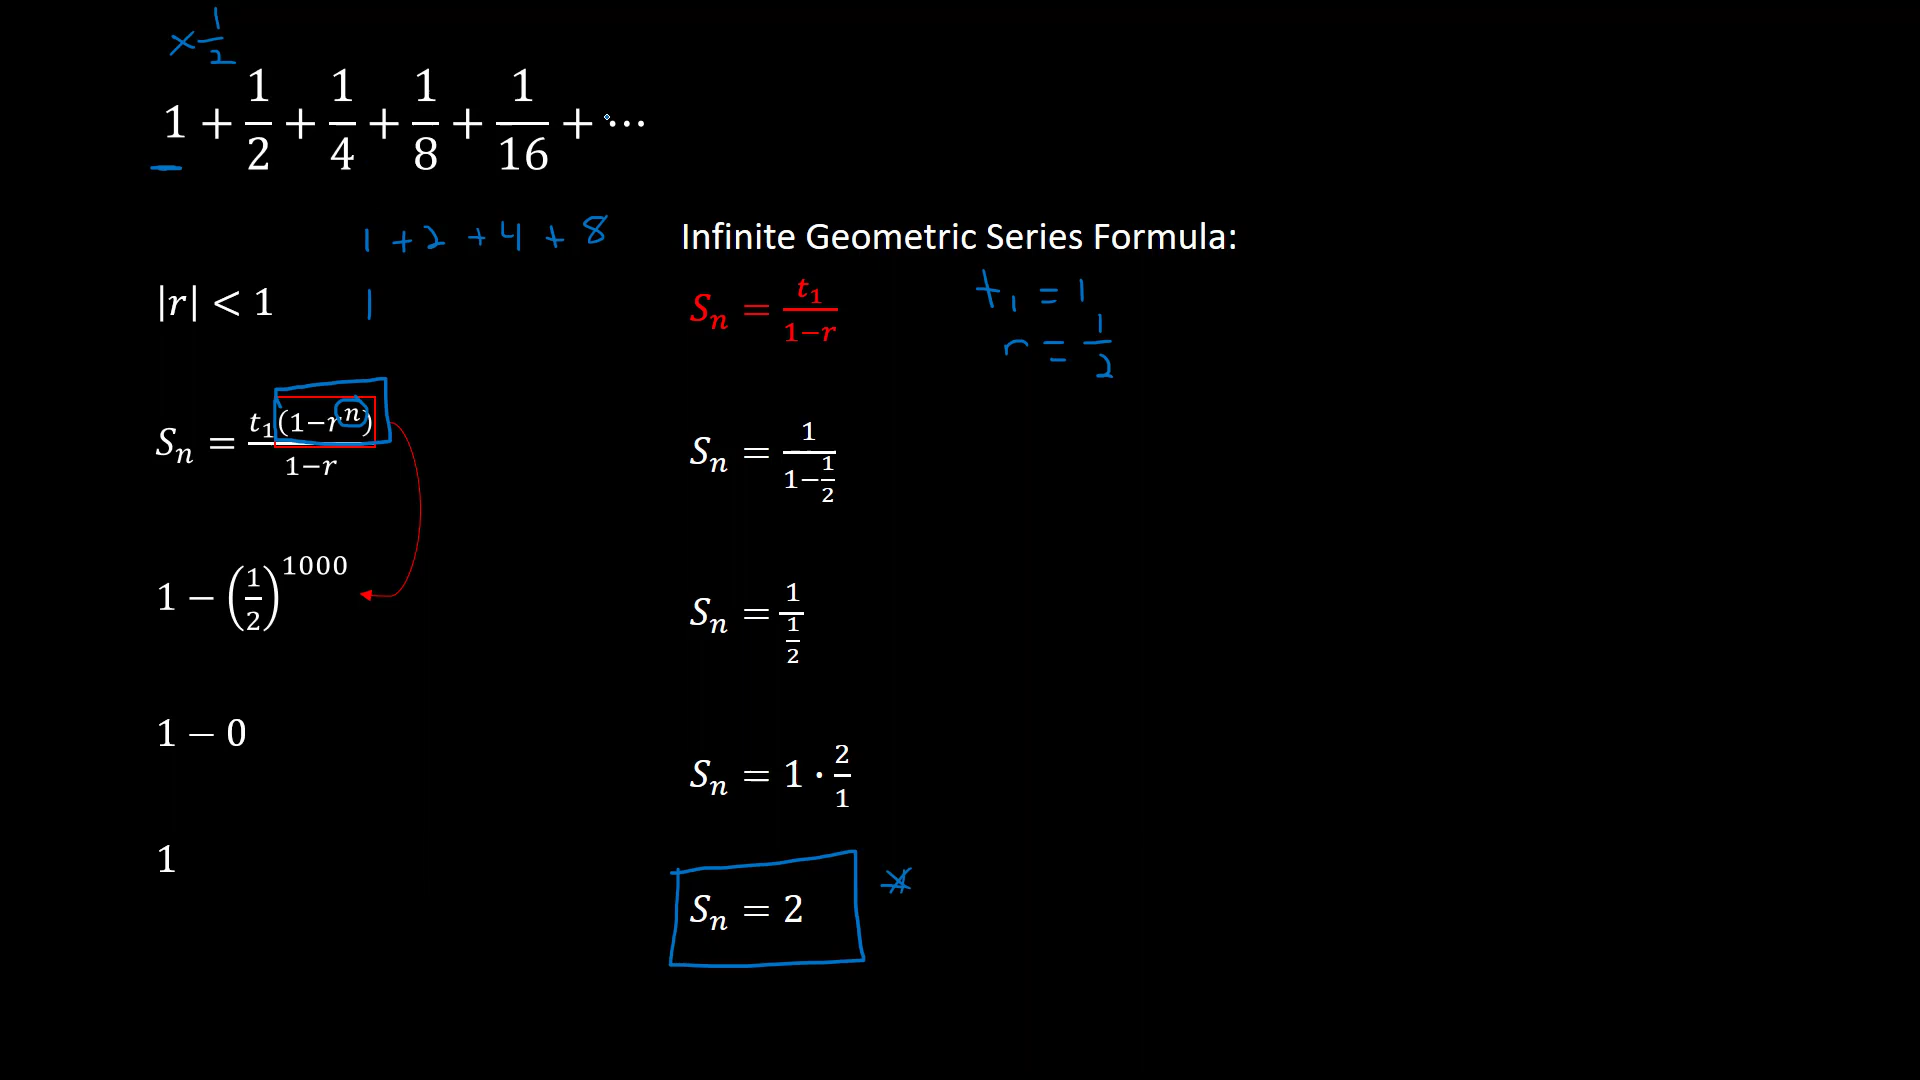 × 1/2
1 + 1/2 + 1/4 + 1/8 + 1/16 + ⋯
1 + 2 + 4 + 8
|r| < 1
1
Sₙ = t₁(1−rⁿ)/(1−r)
1 − (1/2)^1000
1 − 0
1
Infinite Geometric Series Formula:
Sₙ = t₁/(1−r)
t₁ = 1
r = 1/2
Sₙ = 1/(1−1/2)
Sₙ = 1/(1/2)
Sₙ = 1 · 2/1
Sₙ = 2 *